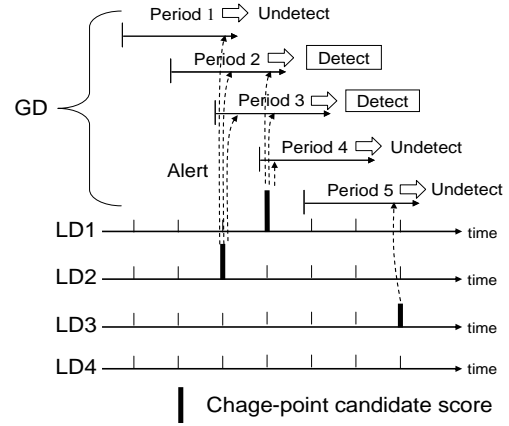 Period 1 Undetect
Period 2 Detect
Period 3 Detect
GD
Period 4 Undetect
Alert
Period 5 Undetect
LD1 time
LD2 time
LD3 time
LD4 time
Chage-point candidate score